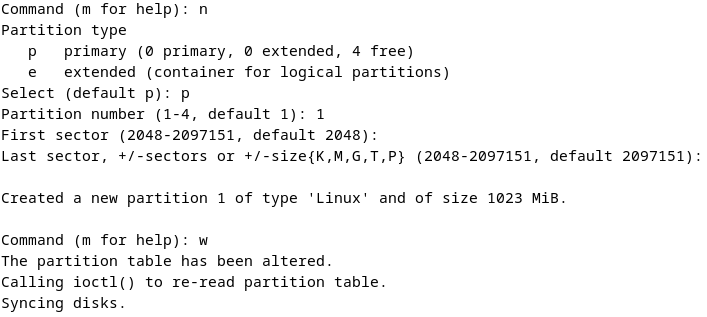 Command (m for help): n
Partition type
   p   primary (0 primary, 0 extended, 4 free)
   e   extended (container for logical partitions)
Select (default p): p
Partition number (1-4, default 1): 1
First sector (2048-2097151, default 2048):
Last sector, +/-sectors or +/-size{K,M,G,T,P} (2048-2097151, default 2097151):

Created a new partition 1 of type 'Linux' and of size 1023 MiB.

Command (m for help): w
The partition table has been altered.
Calling ioctl() to re-read partition table.
Syncing disks.